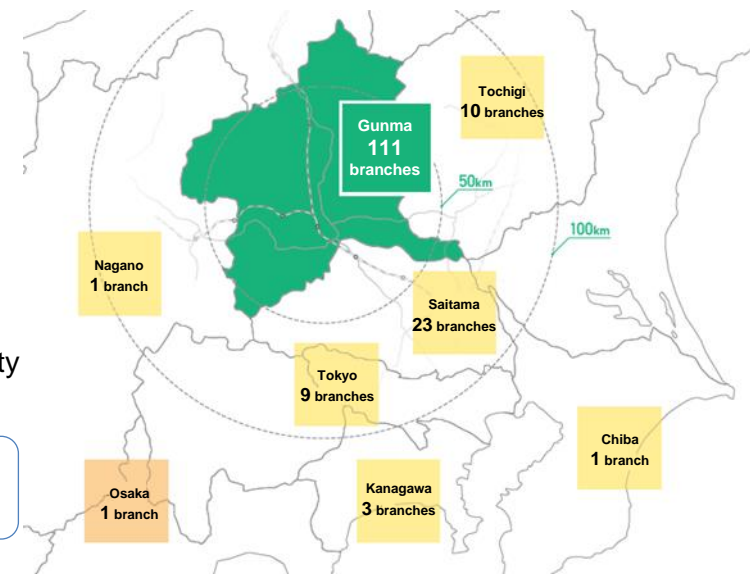 Tochigi
10 branches
Gunma
111
branches
50km
100km
Nagano
1 branch
Saitama
23 branches
ty
Tokyo
9 branches
Chiba
1 branch
Osaka
1 branch
Kanagawa
3 branches